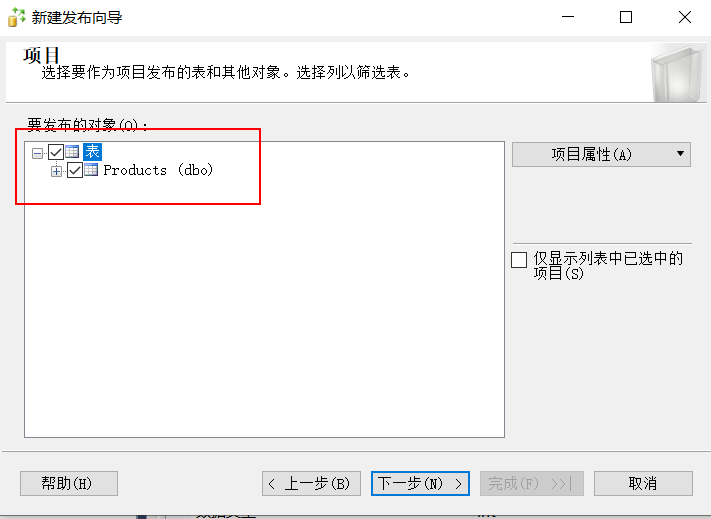 新建发布向导
项目
选择要作为项目发布的表和其他对象。选择列以筛选表。
要发布的对象(O):
表
Products (dbo)
项目属性(A)
仅显示列表中已选中的
项目(S)
帮助(H)
< 上一步(B)
下一步(N) >
完成(F) >>|
取消